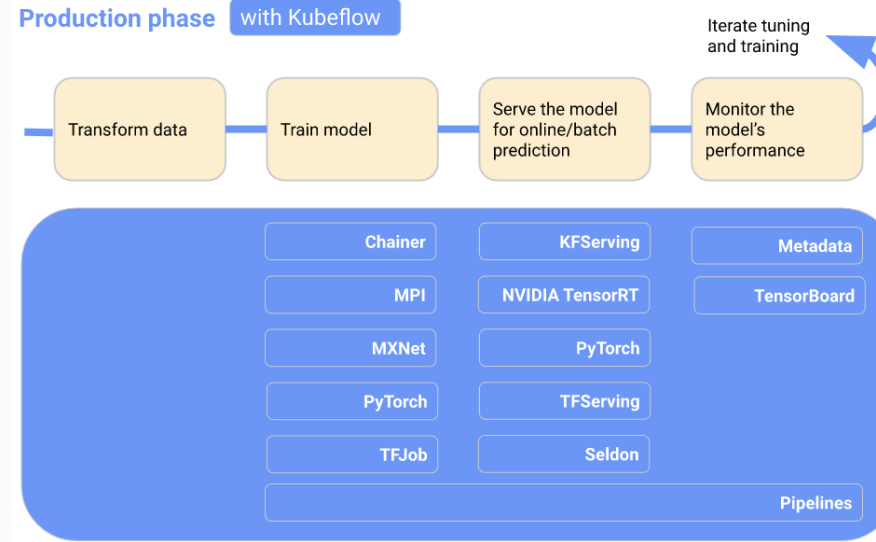 Production phase
with Kubeflow
Iterate tuning
and training
Transform data
Train model
Serve the model
for online/batch
prediction
Monitor the
model's
performance
Chainer
KFServing
Metadata
MPI
NVIDIA TensorRT
TensorBoard
MXNet
PyTorch
PyTorch
TFServing
TFJob
Seldon
Pipelines